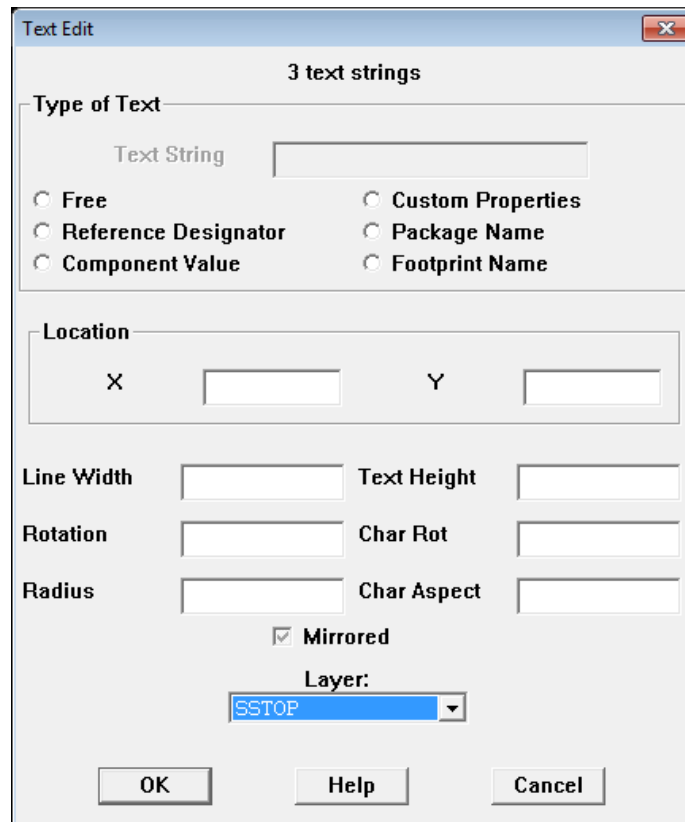 Text Edit
3 text strings
Type of Text
Text String
Free
Custom Properties
Reference Designator
Package Name
Component Value
Footprint Name
Location
X
Y
Line Width
Text Height
Rotation
Char Rot
Radius
Char Aspect
Mirrored
Layer:
SSTOP
OK
Help
Cancel